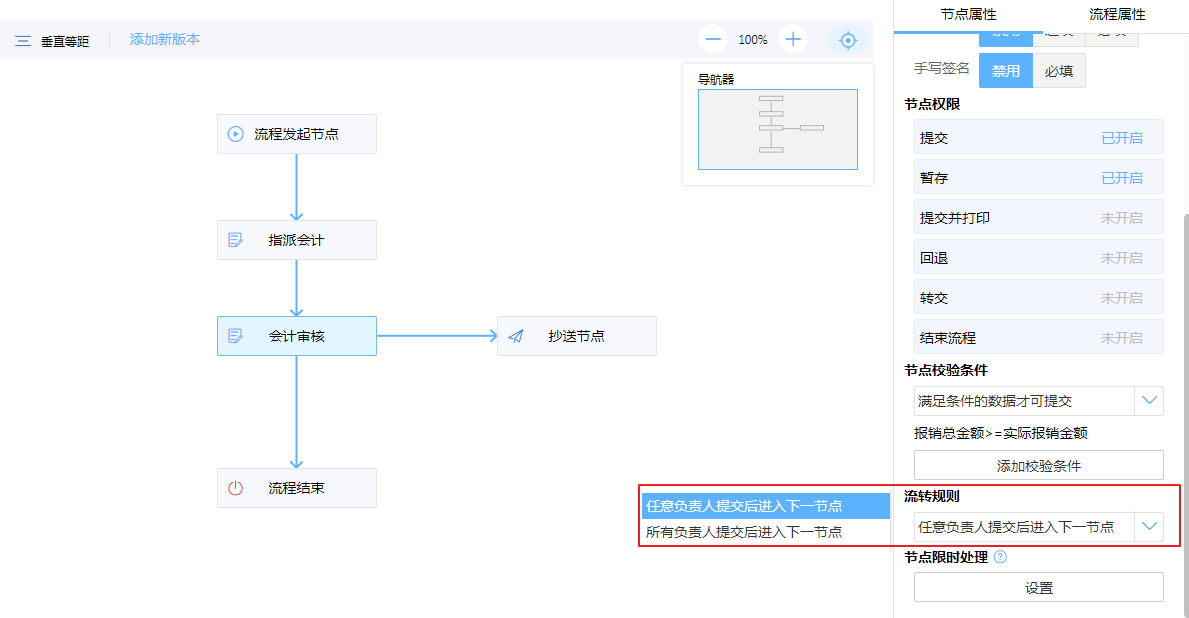 垂直等距
添加新版本
100%
导航器
流程发起节点
指派会计
会计审核
抄送节点
流程结束
节点属性
流程属性
手写签名
禁用
必填
节点权限
提交
已开启
暂存
已开启
提交并打印
未开启
回退
未开启
转交
未开启
结束流程
未开启
节点校验条件
满足条件的数据才可提交
报销总金额>=实际报销金额
添加校验条件
流转规则
任意负责人提交后进入下一节点
任意负责人提交后进入下一节点
所有负责人提交后进入下一节点
节点限时处理
设置